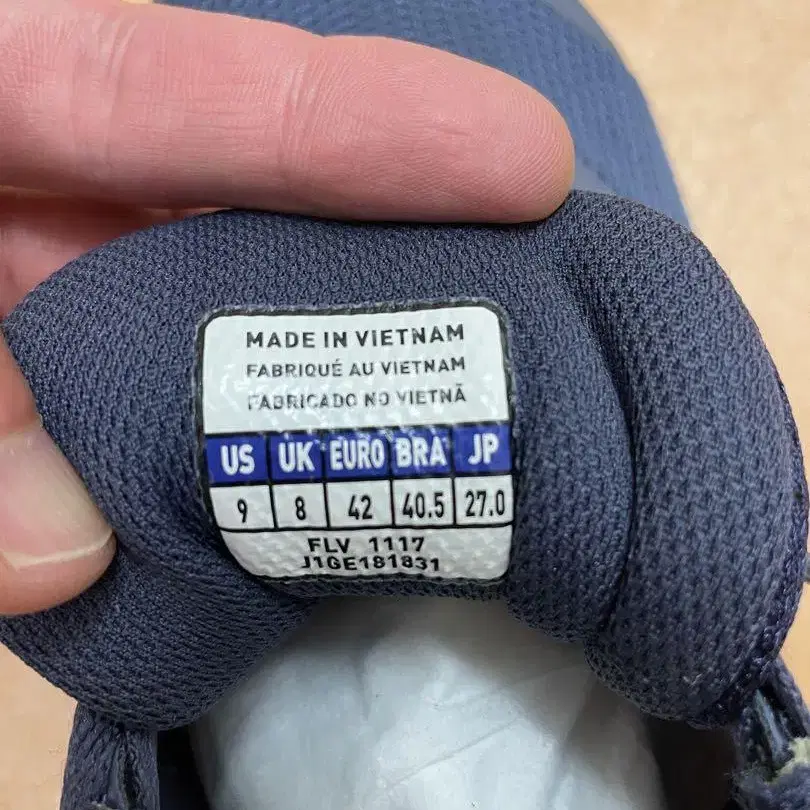 MADE IN VIETNAM
FABRIQUÉ AU VIETNAM
FABRICADO NO VIETNÃ
US UK EURO BRA JP
9 8 42 40.5 27.0
FLV 1117
J1GE181831